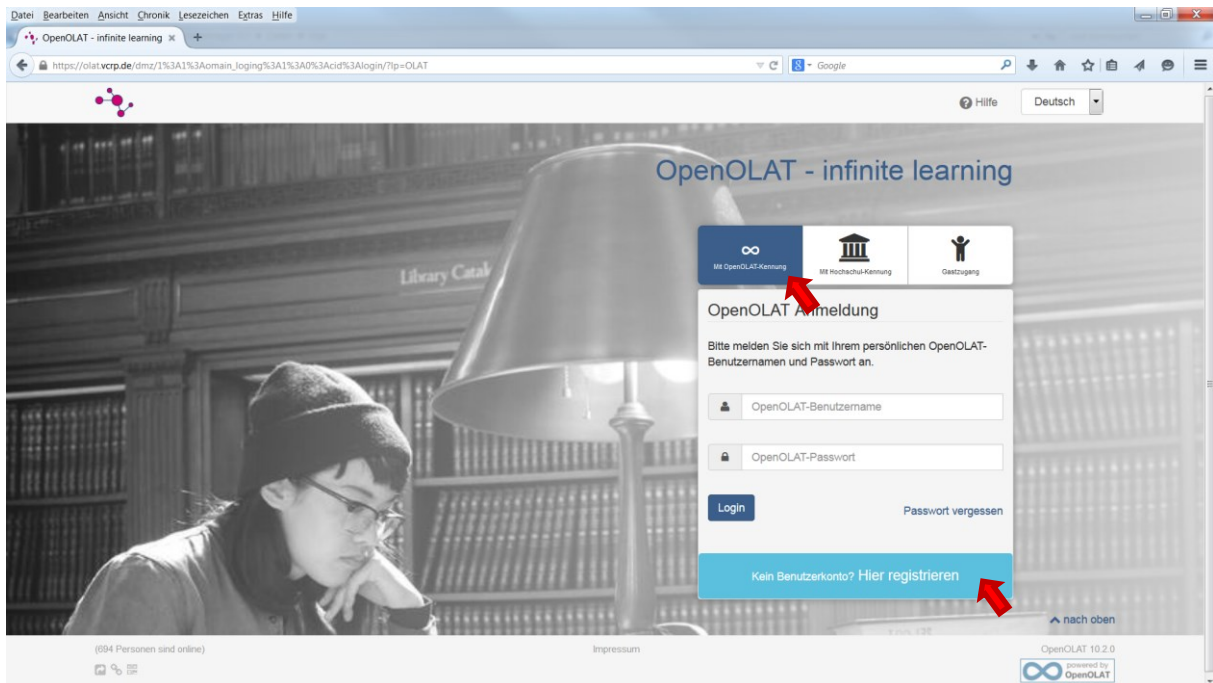 Datei Bearbeiten Ansicht Chronik Lesezeichen Extras Hilfe
OpenOLAT - infinite learning
https://olat.vcrp.de/dmz/1%3A1%3Aomain_loging%3A1%3A0%3Acid%3Alogin/?lp=OLAT
Google
Hilfe
Deutsch
OpenOLAT - infinite learning
Library Catal
Mit OpenOLAT-Kennung
Mit Hochschul-Kennung
Gastzugang
OpenOLAT Anmeldung
Bitte melden Sie sich mit Ihrem persönlichen OpenOLAT-
Benutzernamen und Passwort an.
OpenOLAT-Benutzername
OpenOLAT-Passwort
Login
Passwort vergessen
Kein Benutzerkonto? Hier registrieren
nach oben
(694 Personen sind online)
Impressum
OpenOLAT 10.2.0
powered by
OpenOLAT